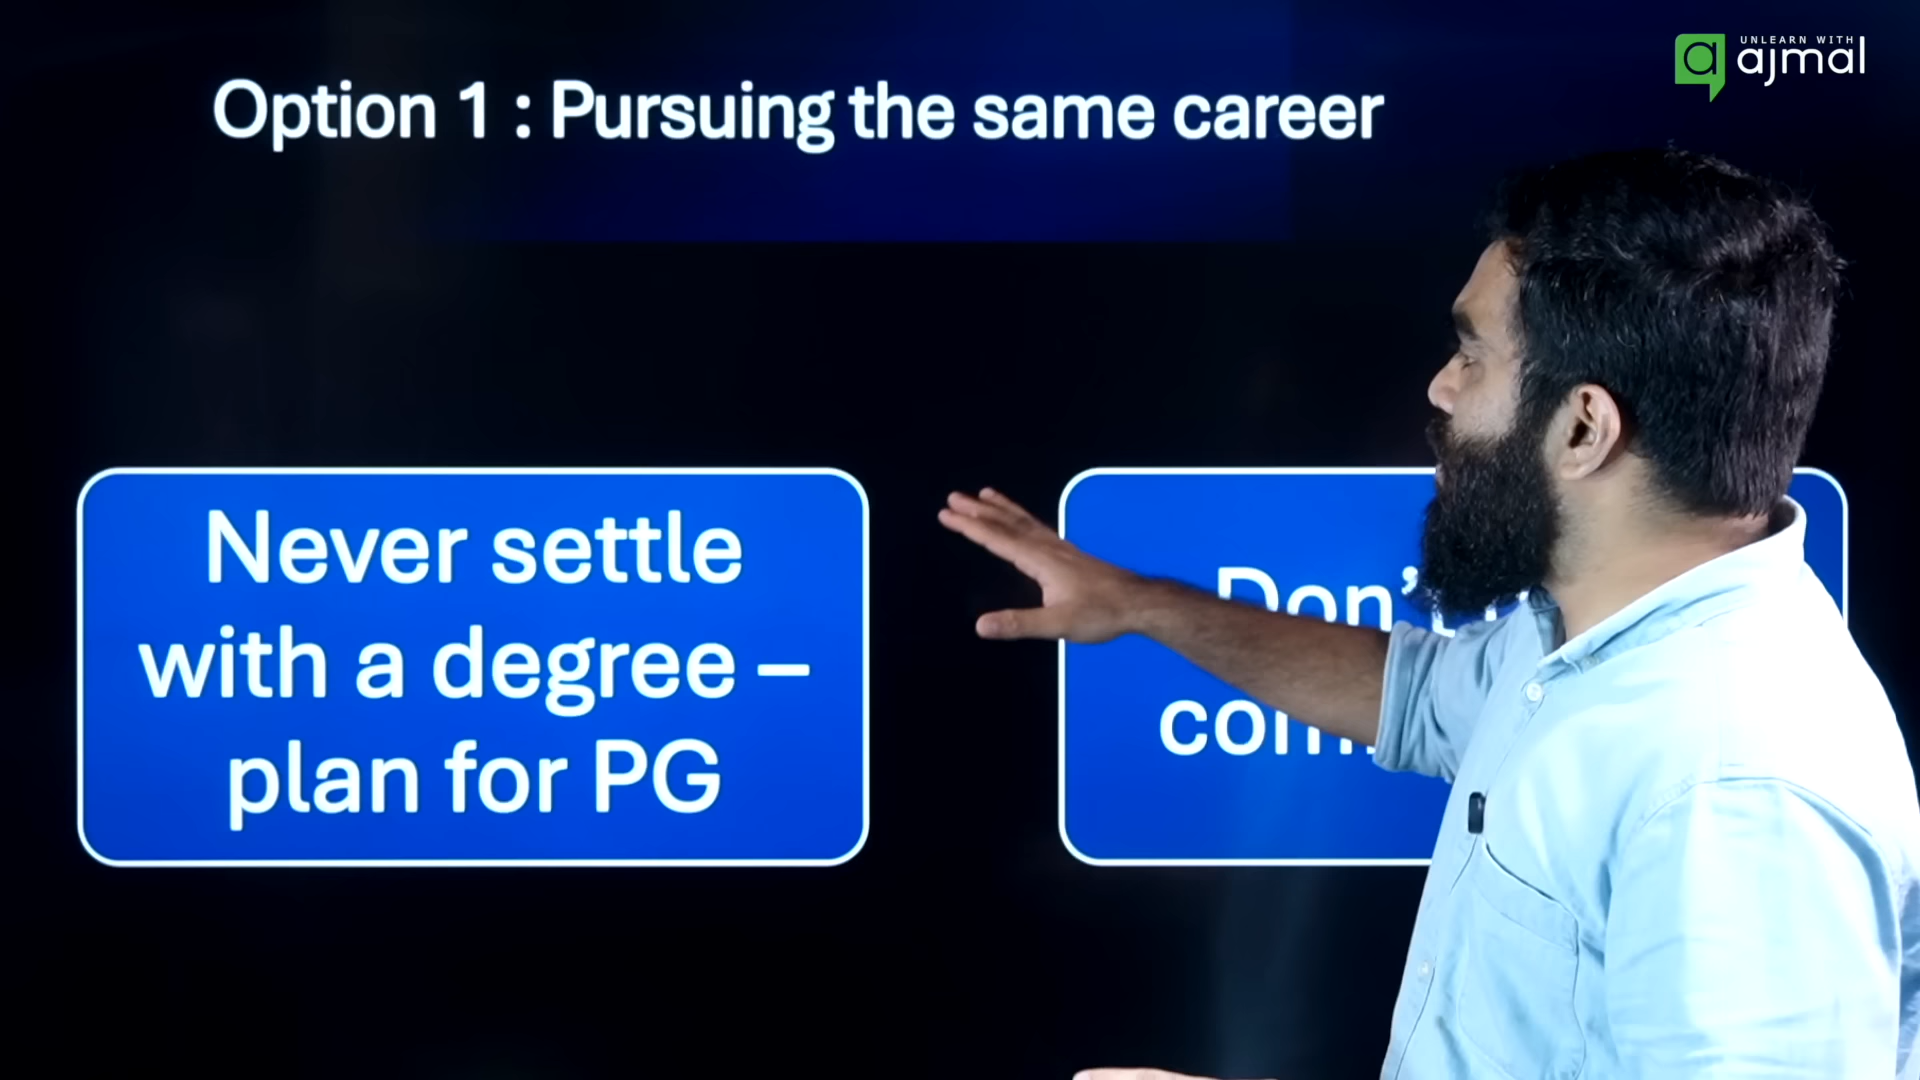 UNLEARN WITH
ajmal
Option 1 : Pursuing the same career
Never settle
with a degree –
plan for PG